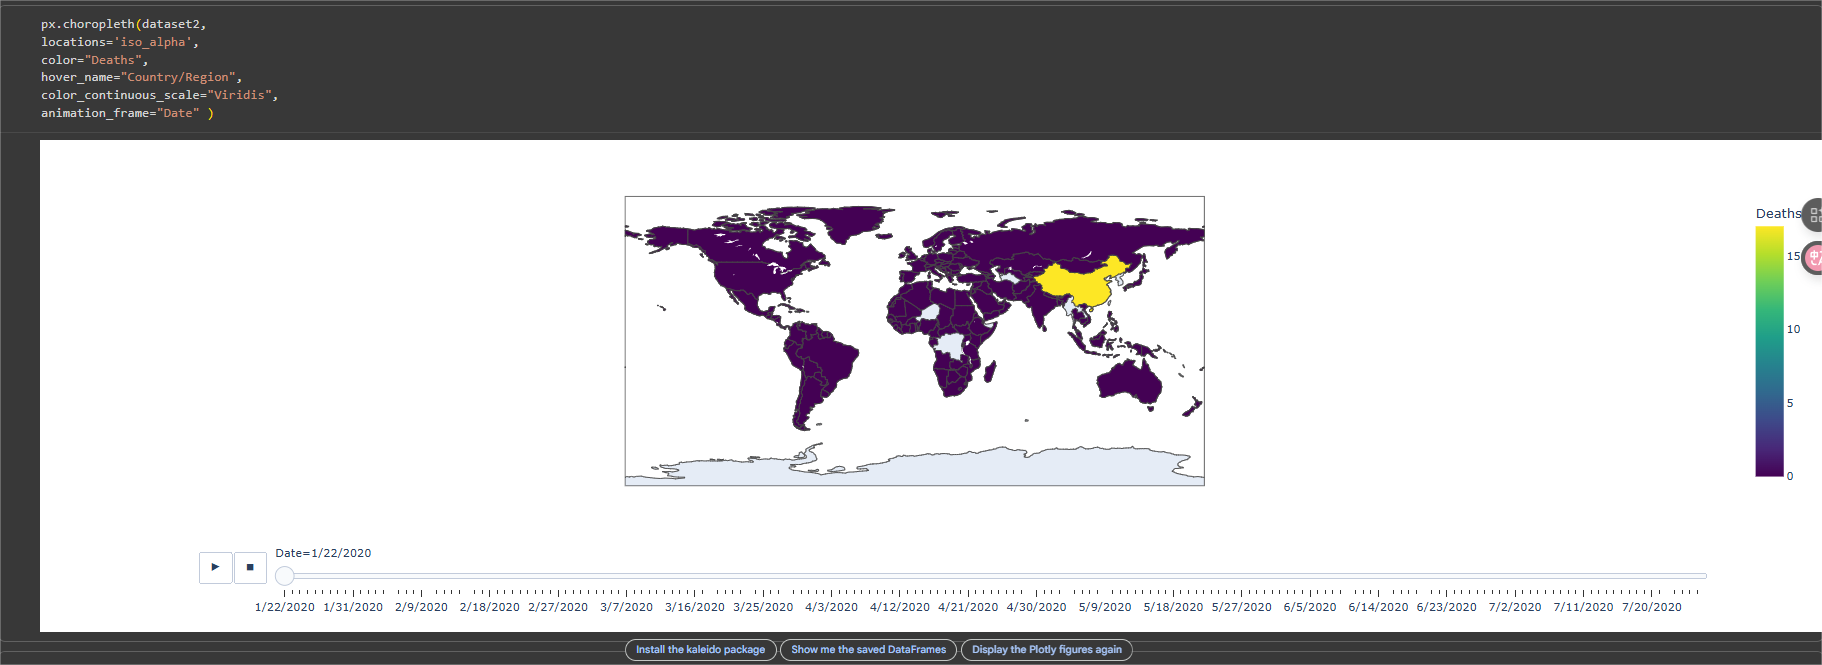 px.choropleth(dataset2,
locations='iso_alpha',
color="Deaths",
hover_name="Country/Region",
color_continuous_scale="Viridis",
animation_frame="Date" )
Deaths
15
10
5
0
Date=1/22/2020
1/22/2020 1/31/2020 2/9/2020 2/18/2020 2/27/2020 3/7/2020 3/16/2020 3/25/2020 4/3/2020 4/12/2020 4/21/2020 4/30/2020 5/9/2020 5/18/2020 5/27/2020 6/5/2020 6/14/2020 6/23/2020 7/2/2020 7/11/2020 7/20/2020
Install the kaleido package Show me the saved DataFrames Display the Plotly figures again